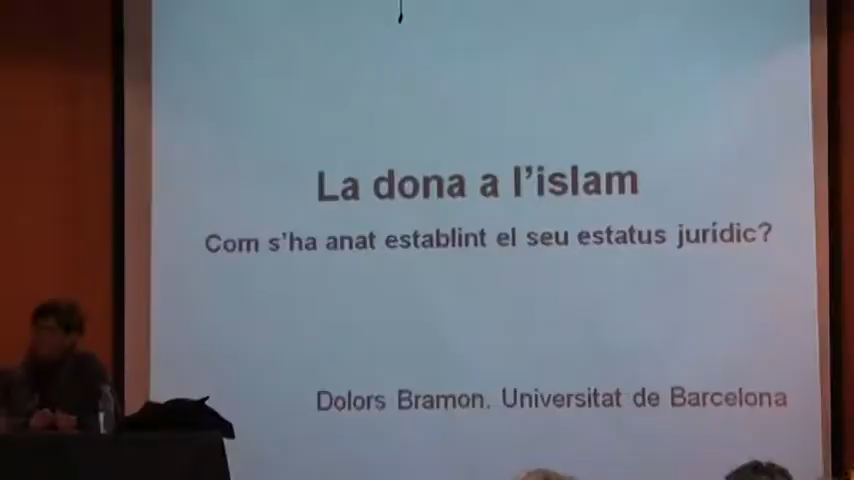 La dona a l'islam
Com s'ha anat establint el seu estatus jurídic?
Dolors Bramon. Universitat de Barcelona